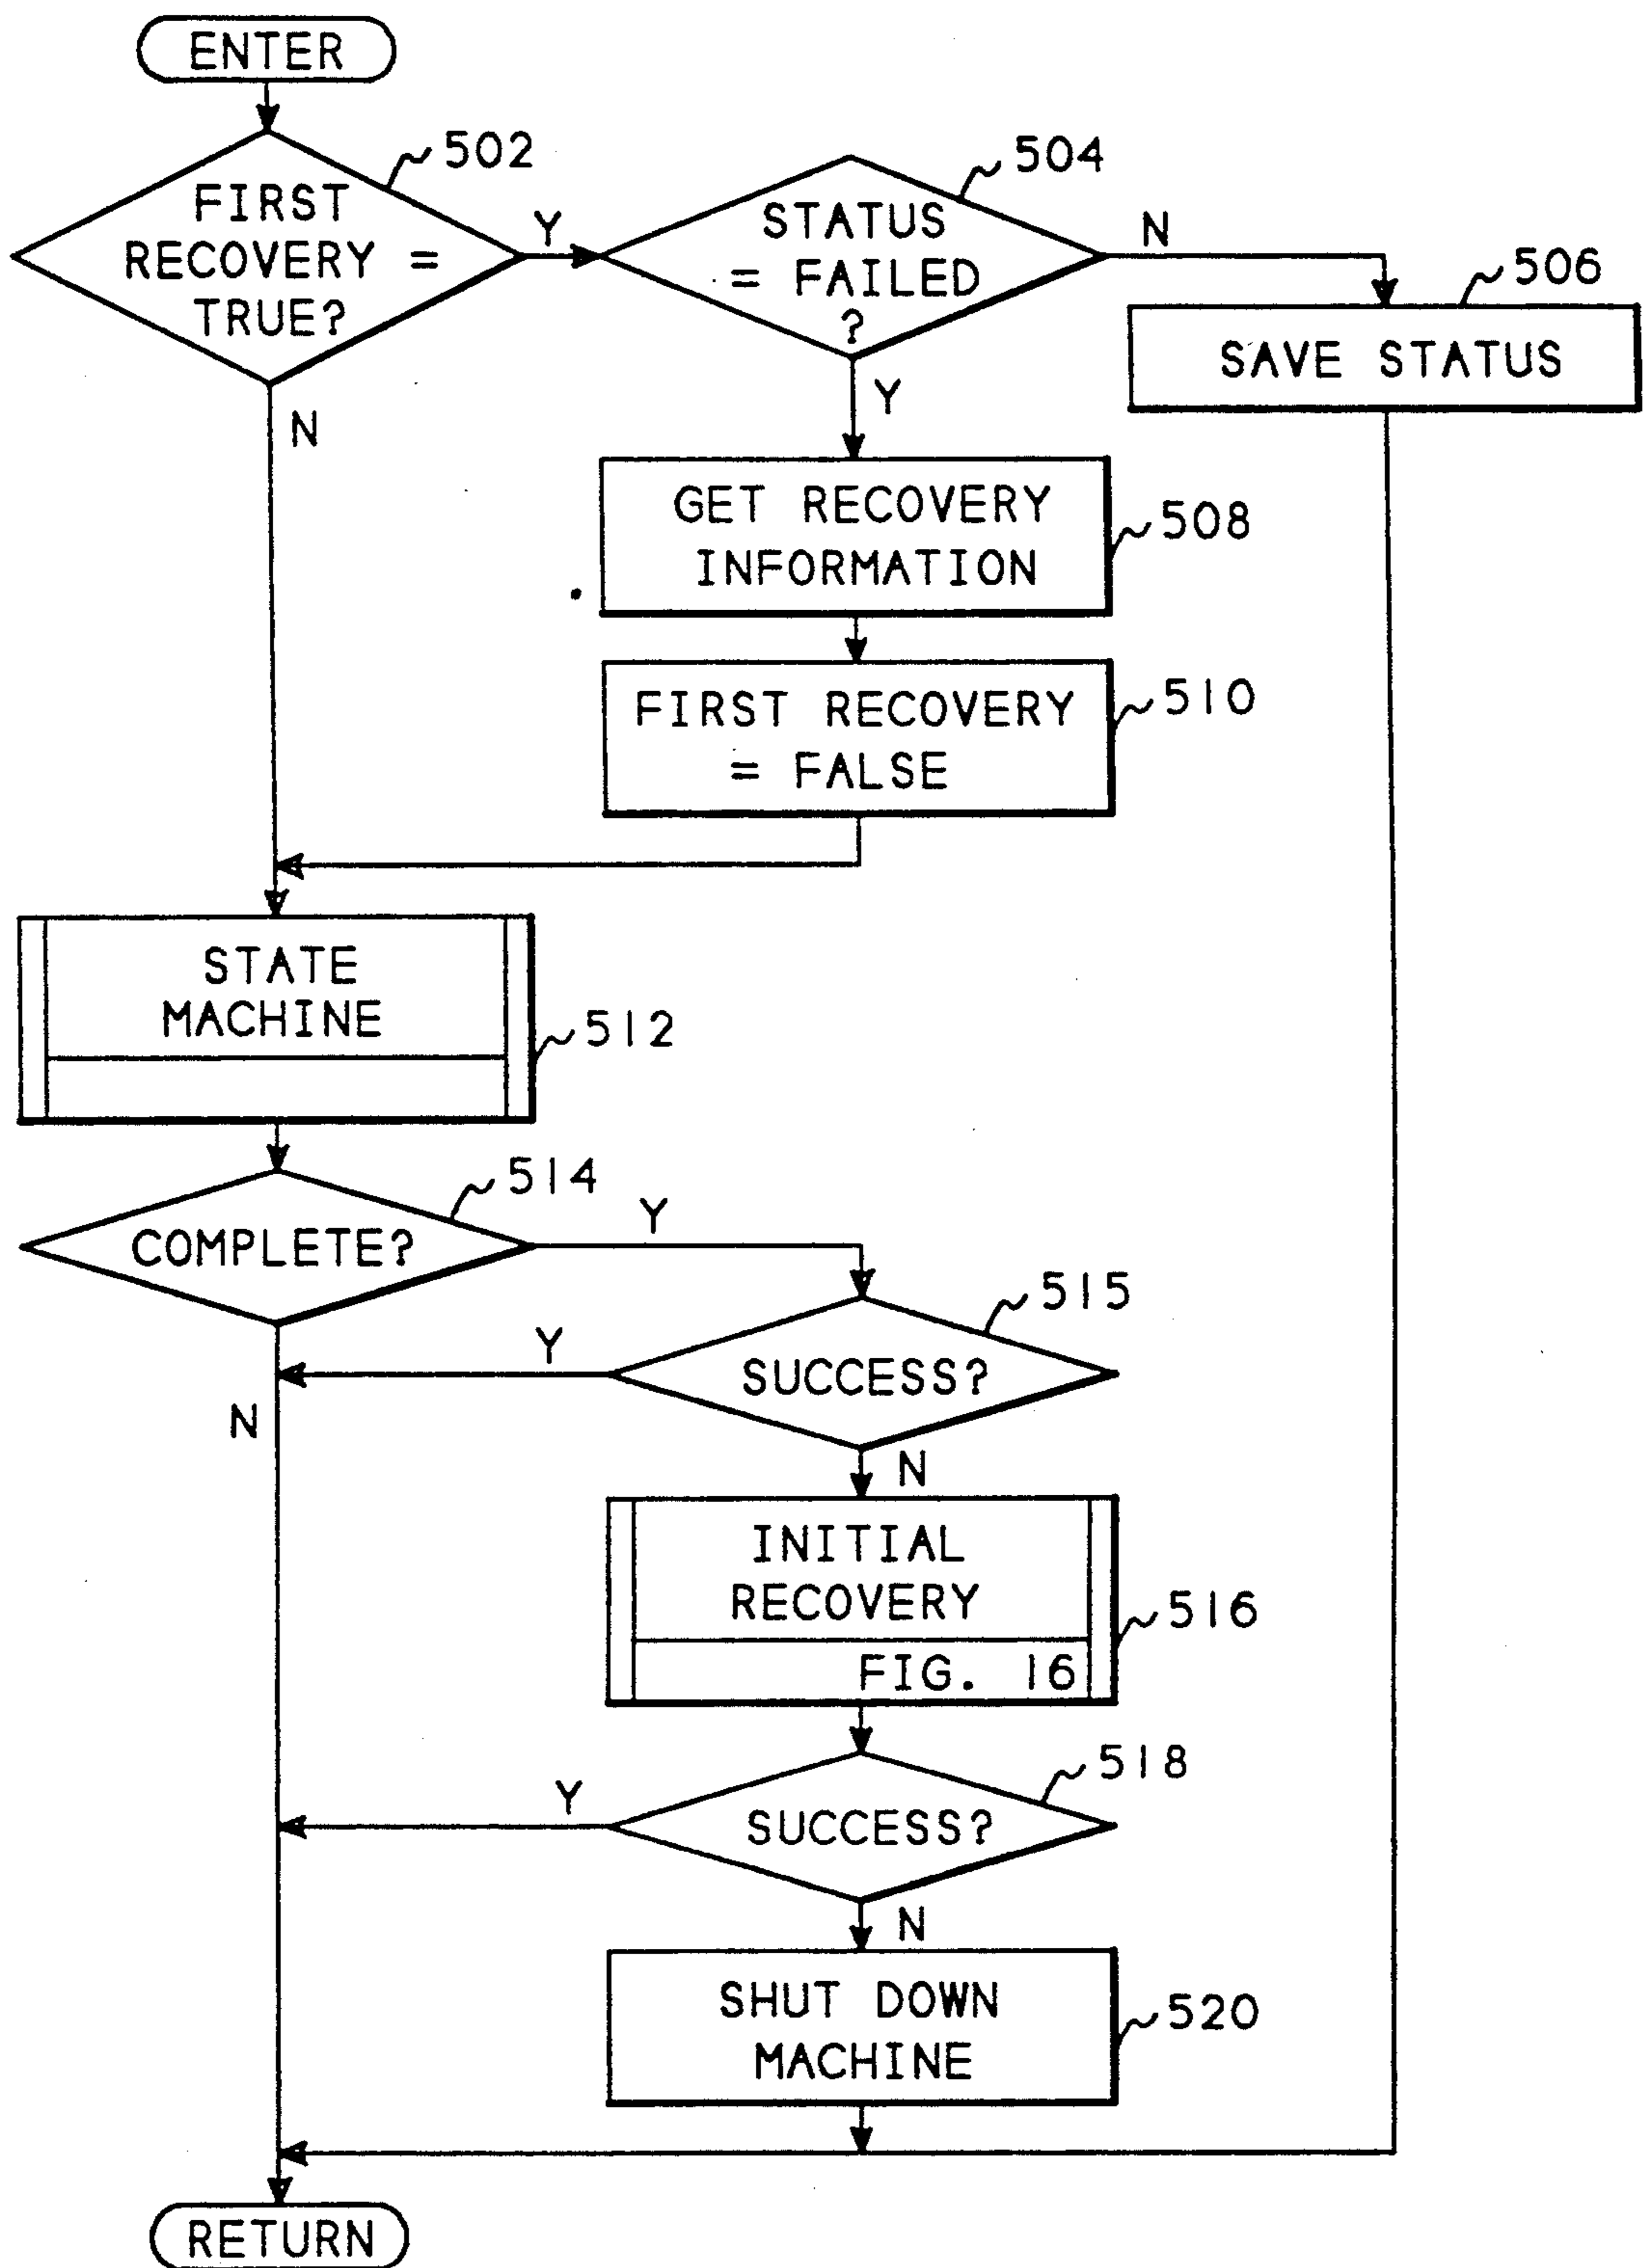 ENTER
502
FIRST
RECOVERY =
TRUE?
Y
N
504
STATUS
= FAILED
?
N
Y
506
SAVE STATUS
GET RECOVERY
INFORMATION
508
FIRST RECOVERY
= FALSE
510
STATE
MACHINE
512
514
COMPLETE?
Y
N
515
SUCCESS?
Y
N
INITIAL
RECOVERY
FIG. 16
516
518
SUCCESS?
Y
N
SHUT DOWN
MACHINE
520
RETURN